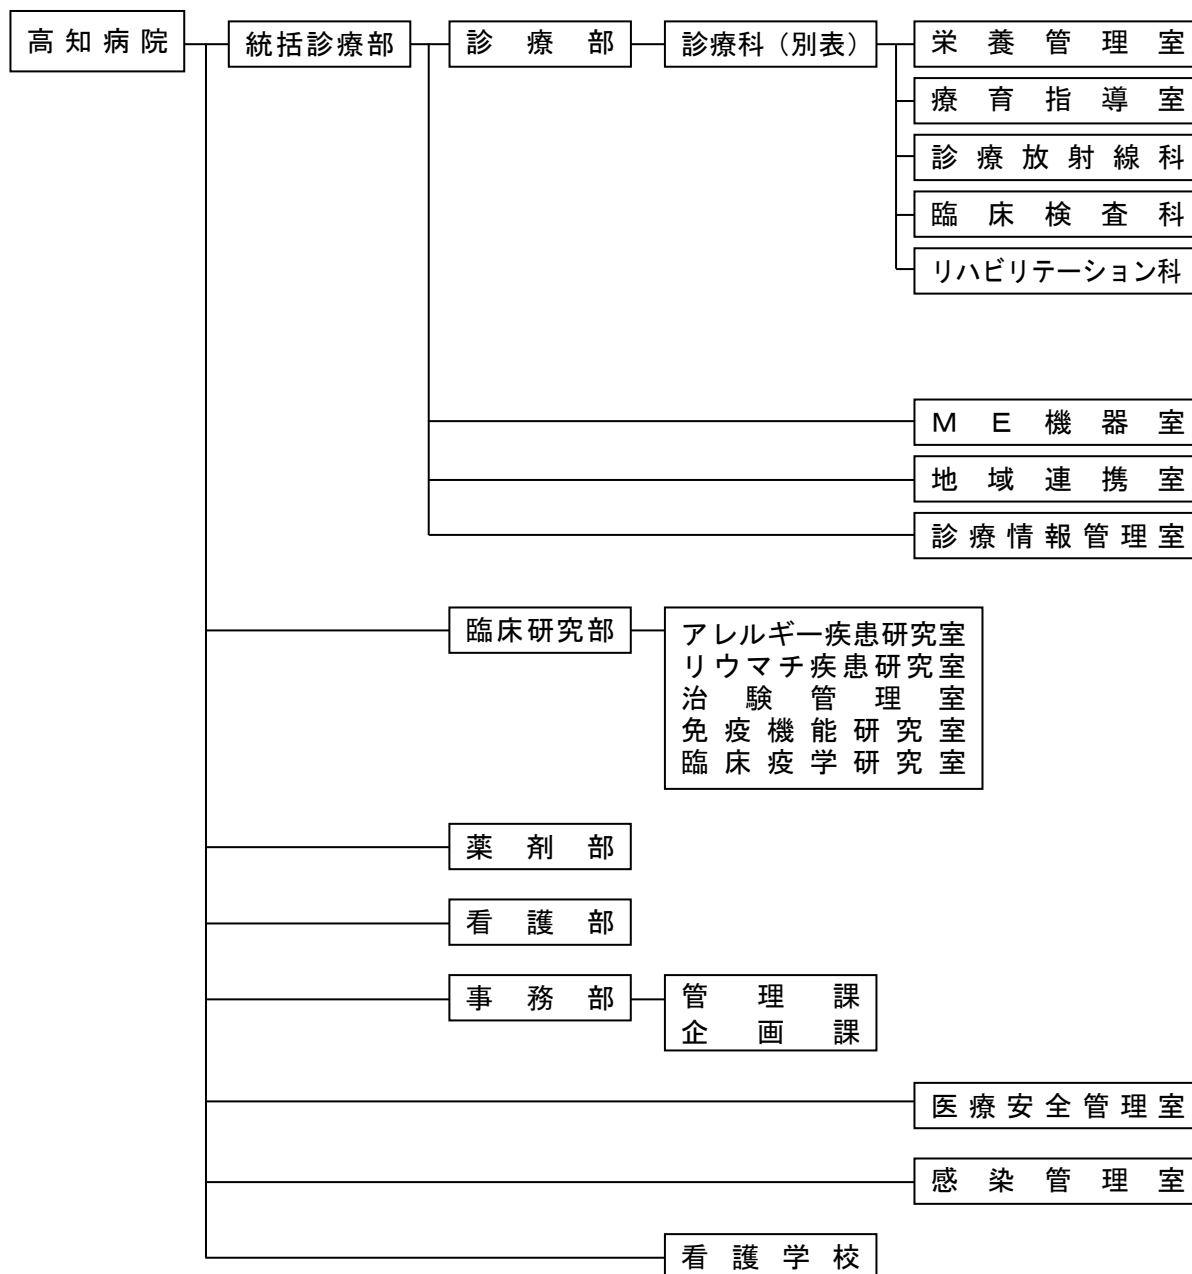 高知病院
統括診療部
診療部
診療科（別表）
栄養管理室
療育指導室
診療放射線科
臨床検査科
リハビリテーション科
ＭＥ機器室
地域連携室
診療情報管理室
臨床研究部
アレルギー疾患研究室
リウマチ疾患研究室
治験管理室
免疫機能研究室
臨床疫学研究室
薬剤部
看護部
事務部
管理課
企画課
医療安全管理室
感染管理室
看護学校